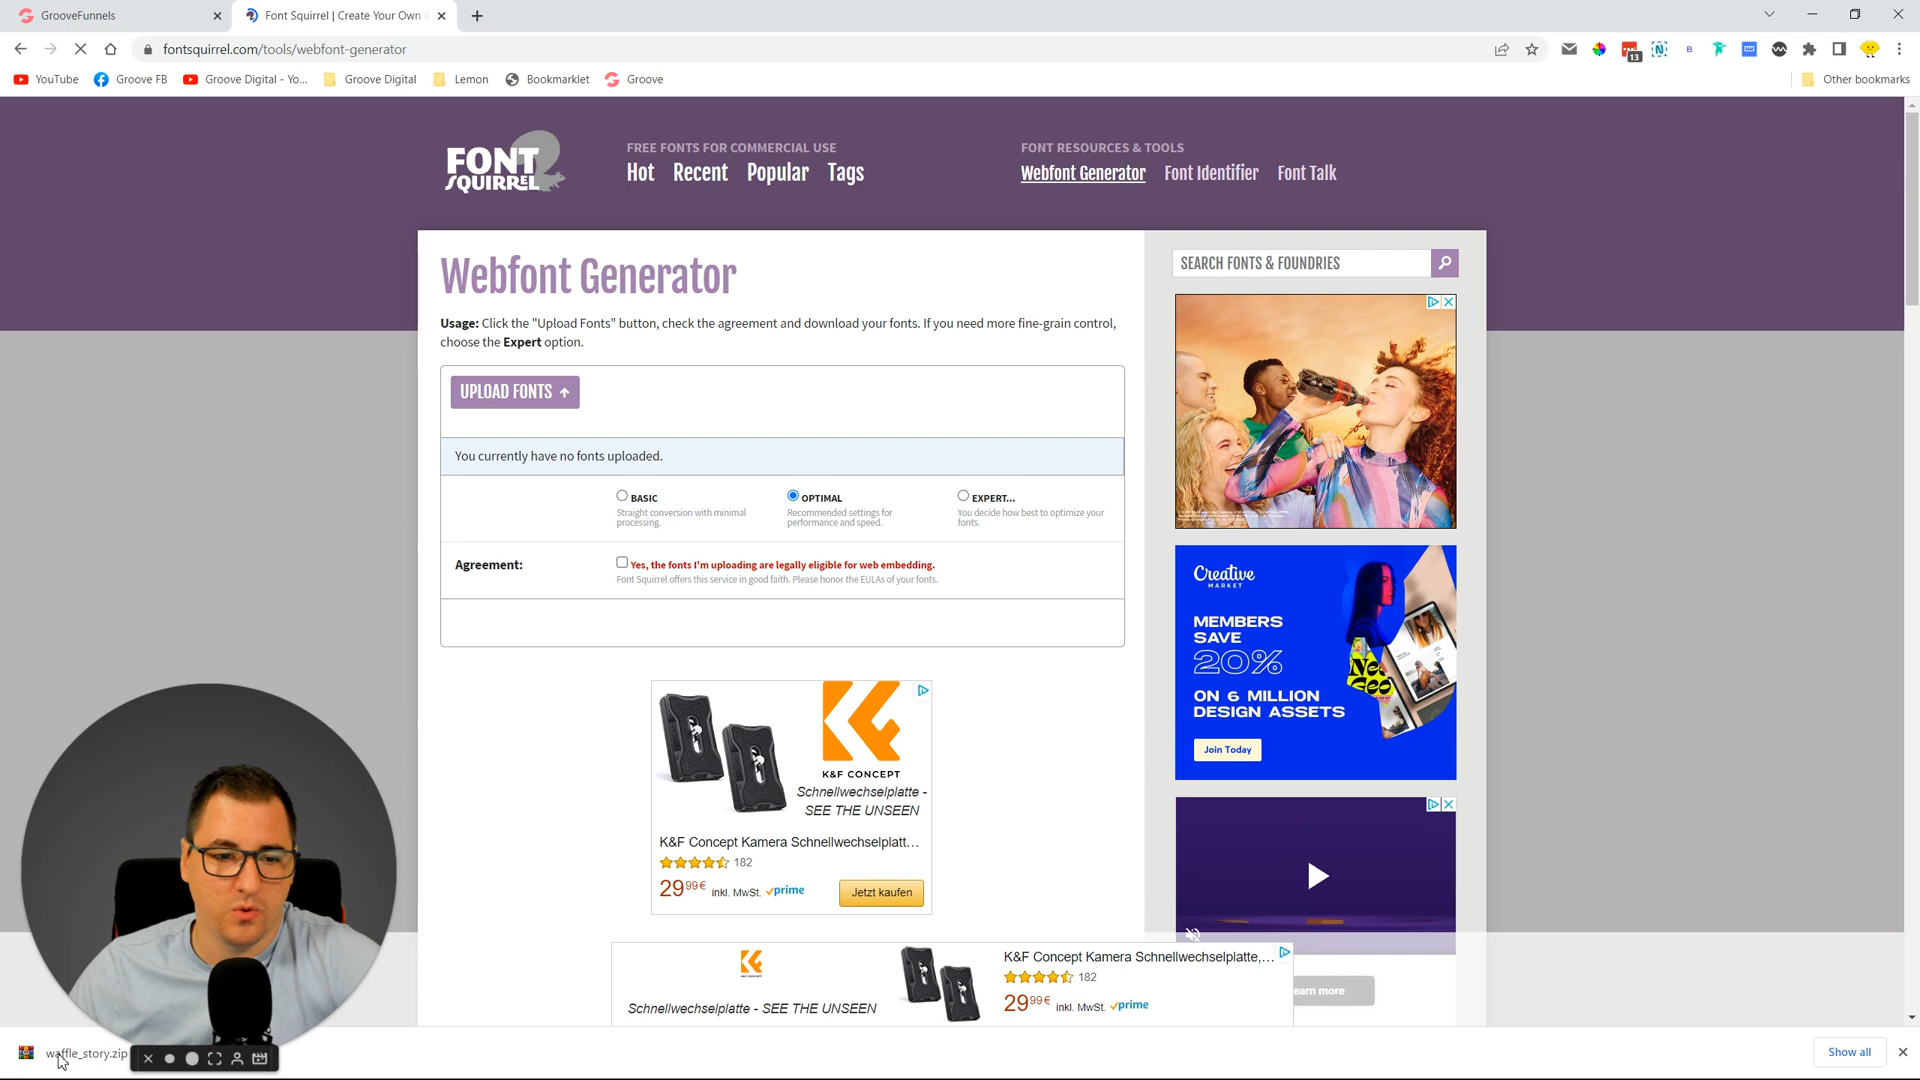 GrooveFunnels
Font Squirrel | Create Your Own
fontsquirrel.com/tools/webfont-generator
13
YouTube
Groove FB
Groove Digital - Yo...
Groove Digital
Lemon
Bookmarklet
Groove
Other bookmarks
FONT
SQUIRREL
FREE FONTS FOR COMMERCIAL USE
Hot Recent Popular Tags
FONT RESOURCES & TOOLS
Webfont Generator Font Identifier Font Talk
Webfont Generator
Usage: Click the "Upload Fonts" button, check the agreement and download your fonts. If you need more fine-grain control,
choose the Expert option.
UPLOAD FONTS
You currently have no fonts uploaded.
BASIC
Straight conversion with minimal
processing.
OPTIMAL
Recommended settings for
performance and speed.
EXPERT...
You decide how best to optimize your
fonts.
Agreement:
Yes, the fonts I'm uploading are legally eligible for web embedding.
Font Squirrel offers this service in good faith. Please honor the EULAs of your fonts.
SEARCH FONTS & FOUNDRIES
Creative
MARKET
MEMBERS
SAVE
20%
ON 6 MILLION
DESIGN ASSETS
Join Today
K&F CONCEPT
Schnellwechselplatte -
SEE THE UNSEEN
K&F Concept Kamera Schnellwechselplatt...
182
29 99€ inkl. MwSt. prime
Jetzt kaufen
Schnellwechselplatte - SEE THE UNSEEN
K&F Concept Kamera Schnellwechselplatte,...
182
29 99€ inkl. MwSt. prime
earn more
waffle_story.zip
Show all